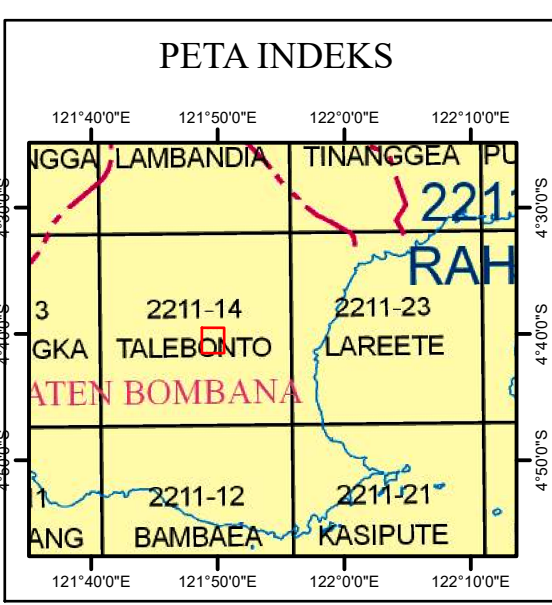 PETA INDEKS
121°40'0"E 121°50'0"E 122°0'0"E 122°10'0"E
NGGA LAMBANDIA TINANGGEA PU
221
4°30'0"S 4°30'0"S
RAH
3 2211-14 2211-23
GKA TALEBONTO LAREETE
4°40'0"S 4°40'0"S
ATEN BOMBANA
4°50'0"S 4°50'0"S
1 2211-12 2211-21
ANG BAMBAEA KASIPUTE
121°40'0"E 121°50'0"E 122°0'0"E 122°10'0"E